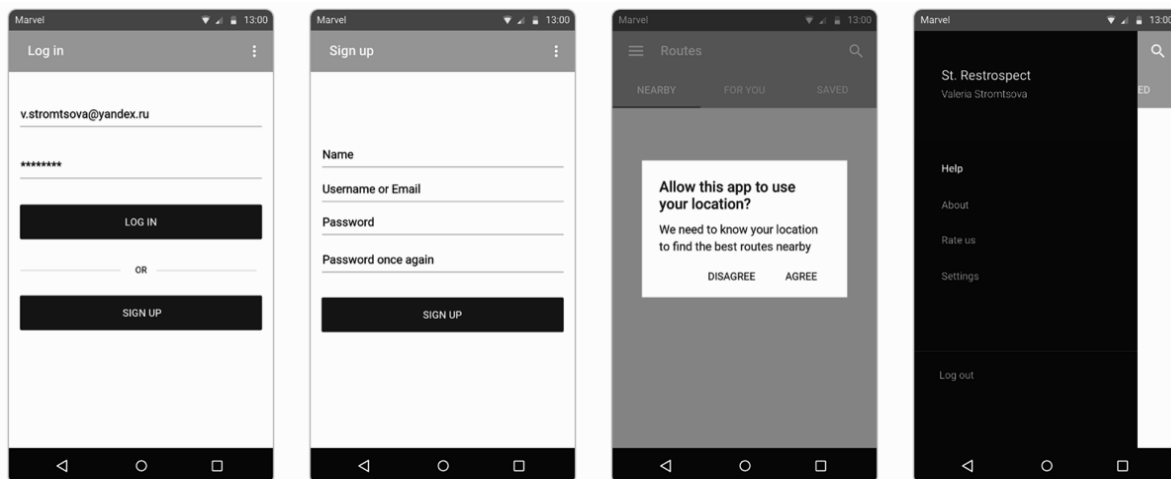 Marvel 13:00
Log in
v.stromtsova@yandex.ru
********
LOG IN
OR
SIGN UP
Marvel 13:00
Sign up
Name
Username or Email
Password
Password once again
SIGN UP
Marvel 13:00
Routes
NEARBY FOR YOU SAVED
Allow this app to use
your location?
We need to know your location
to find the best routes nearby
DISAGREE AGREE
Marvel 13:00
St. Restrospect
Valeria Stromtsova
ED
Help
About
Rate us
Settings
Log out